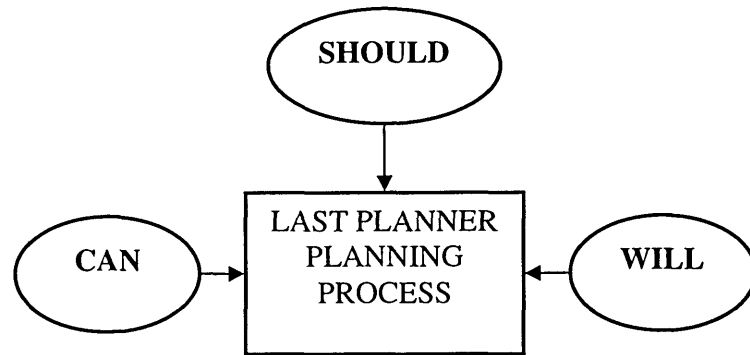 SHOULD
CAN
LAST PLANNER
PLANNING
PROCESS
WILL